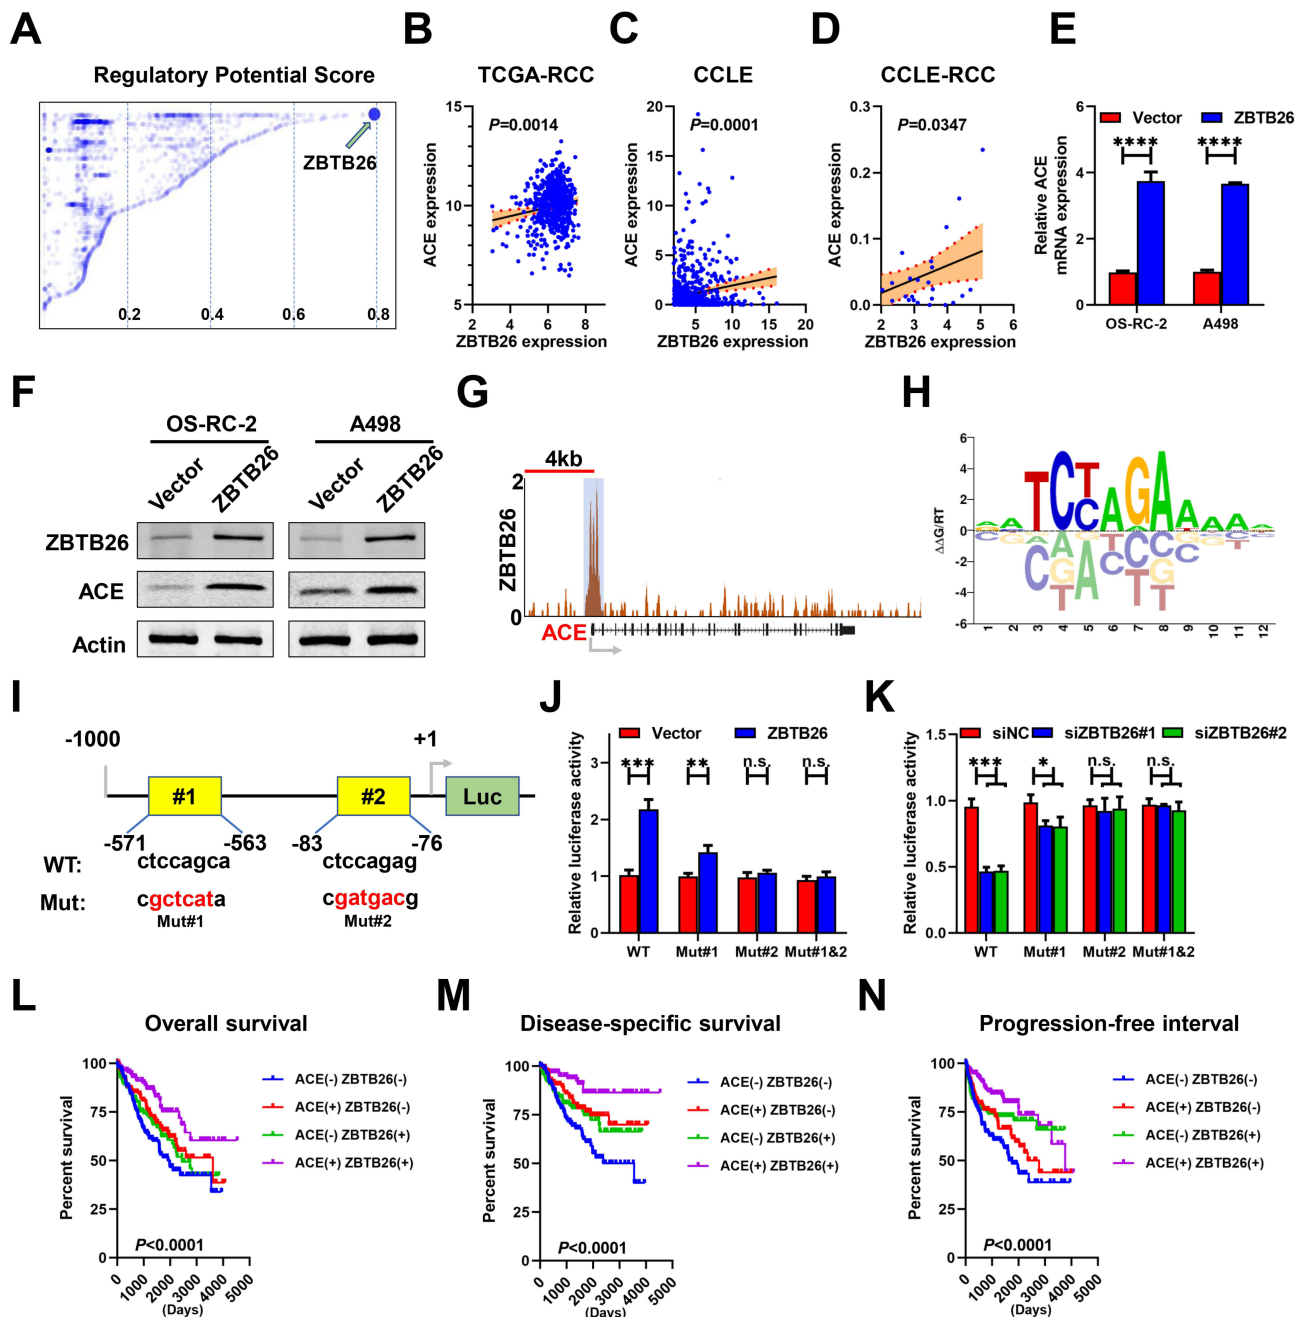 A
Regulatory Potential Score
ZBTB26
0.2 0.4 0.6 0.8
B
TCGA-RCC
P=0.0014
ACE expression
15
10
5
2 4 6 8
ZBTB26 expression
C
CCLE
P=0.0001
ACE expression
20
15
10
5
0
5 10 15 20
ZBTB26 expression
D
CCLE-RCC
P=0.0347
ACE expression
0.3
0.2
0.1
0.0
2 3 4 5 6
ZBTB26 expression
E
Relative ACE
mRNA expression
6
4
2
0
Vector ZBTB26
**** ****
OS-RC-2 A498
F
OS-RC-2 A498
Vector ZBTB26 Vector ZBTB26
ZBTB26
ACE
Actin
G
4kb
ZBTB26
2
0
ACE
H
ΔΔG/RT
6
4
2
0
-2
-4
-6
1 2 3 4 5 6 7 8 9 10 11 12
I
-1000 +1
#1 #2 Luc
-571 -563 -83 -76
WT: ctccagca ctccagag
Mut: cgctcata cgatgacg
Mut#1 Mut#2
J
Relative luciferase activity
3
2
1
0
Vector ZBTB26
*** ** n.s. n.s.
WT Mut#1 Mut#2 Mut#1&2
K
Relative luciferase activity
1.5
1.0
0.5
0.0
siNC siZBTB26#1 siZBTB26#2
*** * n.s. n.s.
WT Mut#1 Mut#2 Mut#1&2
L
Overall survival
Percent survival
100
75
50
25
0
ACE(-) ZBTB26(-)
ACE(+) ZBTB26(-)
ACE(-) ZBTB26(+)
ACE(+) ZBTB26(+)
P<0.0001
0 1000 2000 3000 4000 5000
(Days)
M
Disease-specific survival
Percent survival
100
75
50
25
0
ACE(-) ZBTB26(-)
ACE(+) ZBTB26(-)
ACE(-) ZBTB26(+)
ACE(+) ZBTB26(+)
P<0.0001
0 1000 2000 3000 4000 5000
(Days)
N
Progression-free interval
Percent survival
100
75
50
25
0
ACE(-) ZBTB26(-)
ACE(+) ZBTB26(-)
ACE(-) ZBTB26(+)
ACE(+) ZBTB26(+)
P<0.0001
0 1000 2000 3000 4000 5000
(Days)